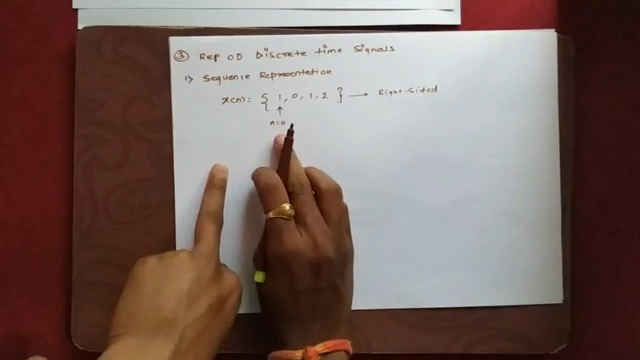 ③ Rep of Discrete time Signals
1) Sequence Representation
x(n): { 1, 0, 1, 2 } → Right-Sided
↑
n=0